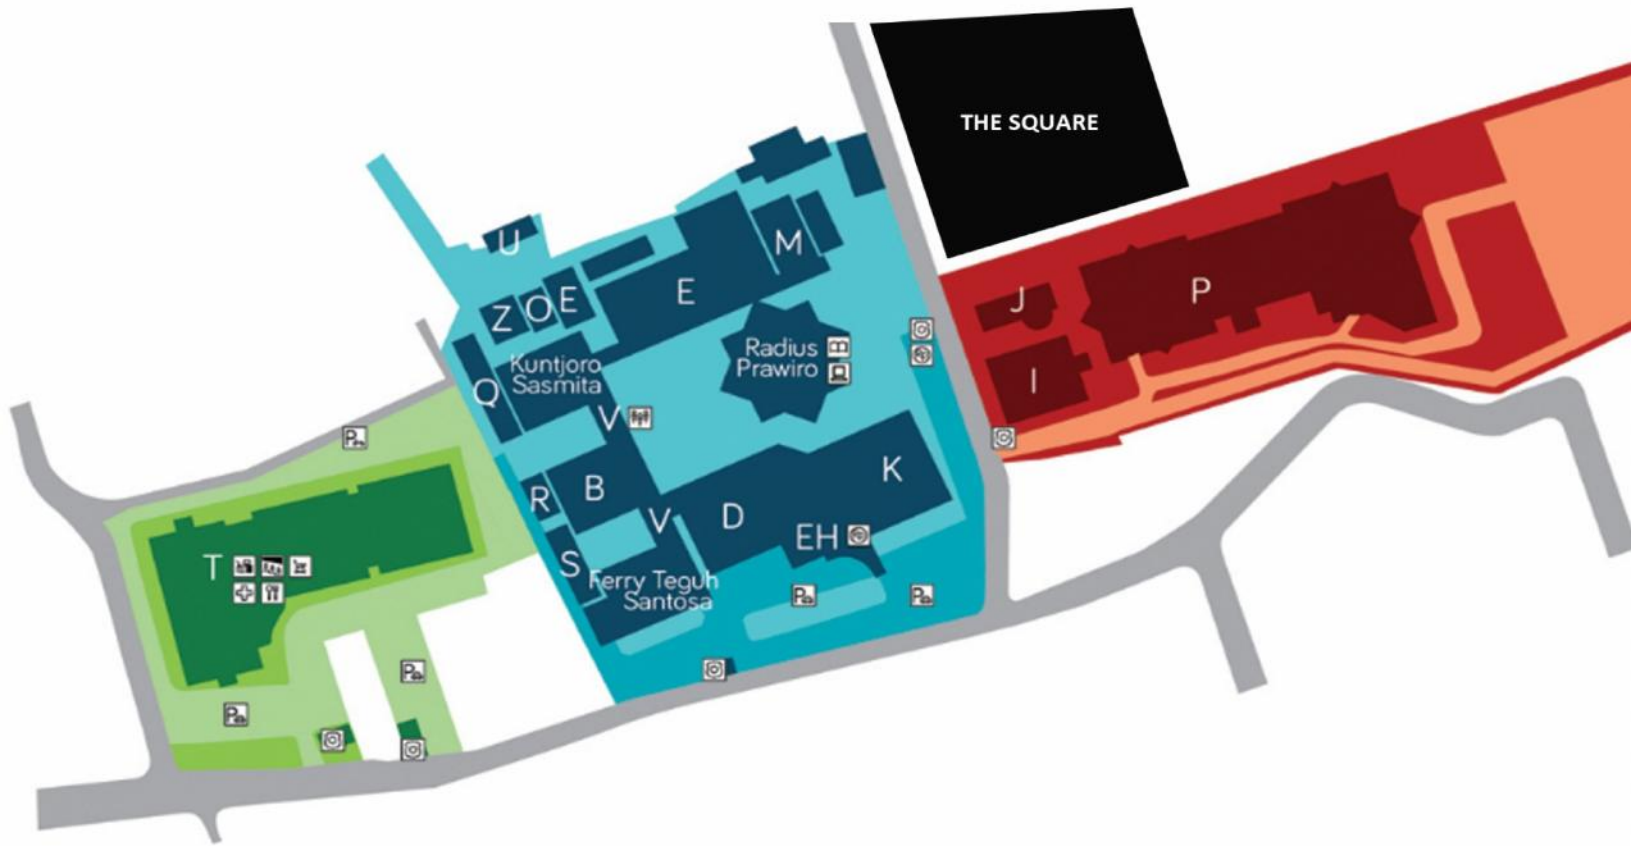 THE SQUARE
U
M
E
Z
O
E
J
P
Radius
Prawiro
Kuntjoro
Sasmita
I
Q
V
K
B
R
V
D
EH
S
T
Ferry Teguh
Santosa
P
P
P
P
P